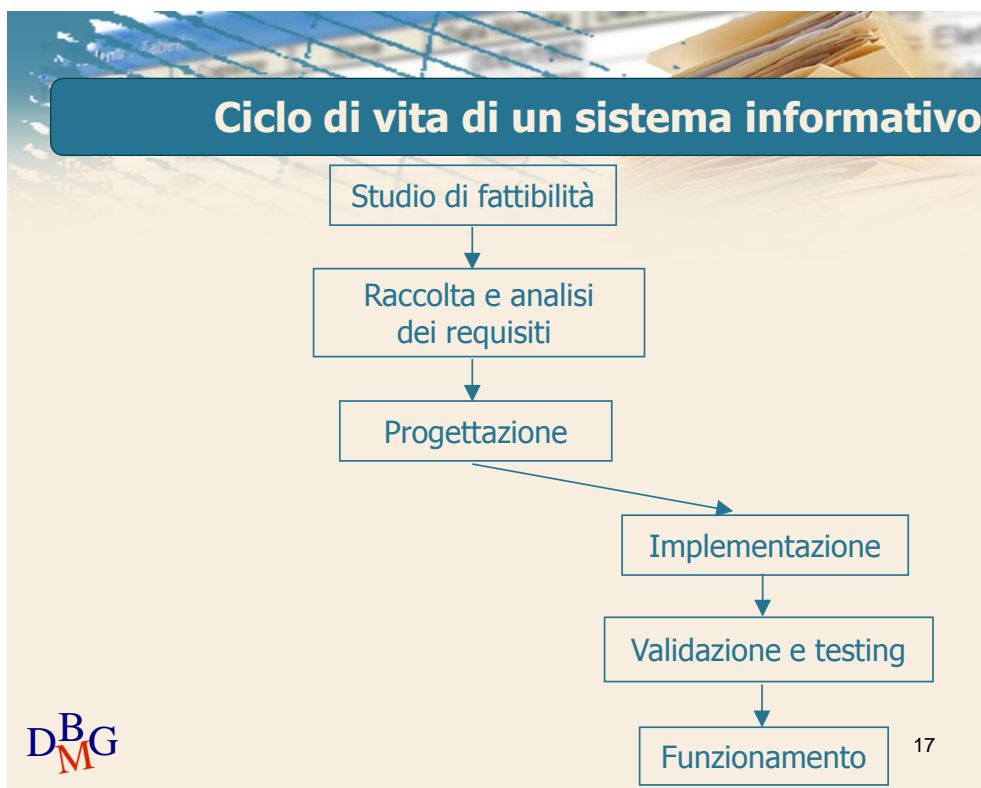 Ciclo di vita di un sistema informativo
Studio di fattibilità
Raccolta e analisi
dei requisiti
Progettazione
Implementazione
Validazione e testing
Funzionamento
DBMG
17